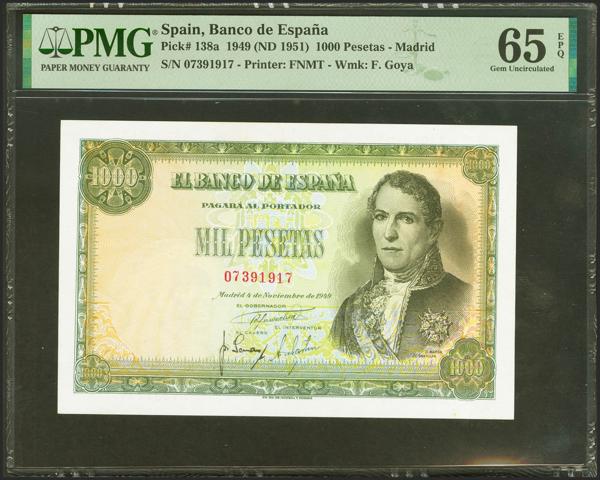 PMG
PAPER MONEY GUARANTY
Spain, Banco de España
Pick# 138a 1949 (ND 1951) 1000 Pesetas - Madrid
S/N 07391917 - Printer: FNMT - Wmk: F. Goya
65 EPQ
Gem Uncirculated
1000 1000
EL BANCO DE ESPAÑA
PAGARÁ AL PORTADOR
MIL PESETAS
07391917
Madrid 4 de Noviembre de 1949
EL GOBERNADOR
EL CAJERO EL INTERVENTOR
1000 1000